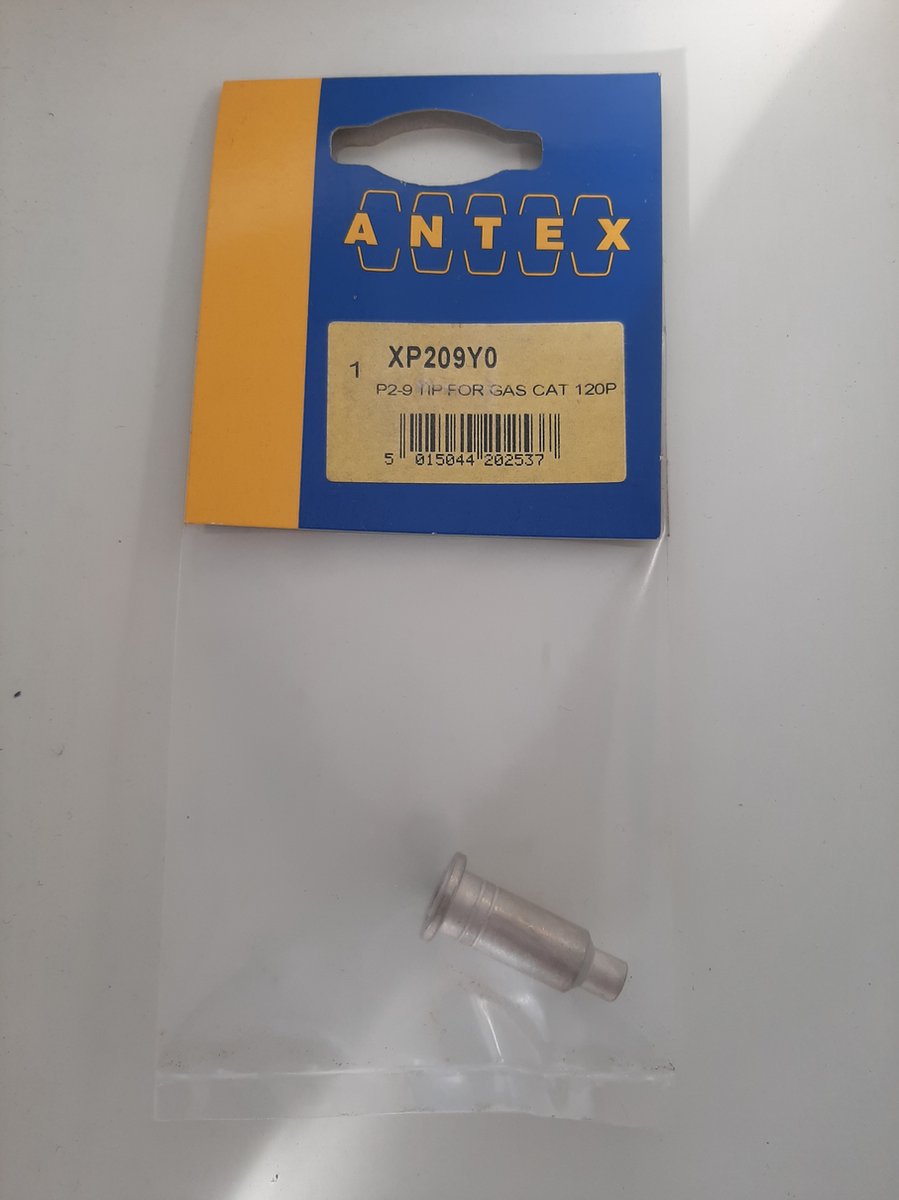 ANTEX
1 XP209Y0
P2-9 TIP FOR GAS CAT 120P
5 015044 202537